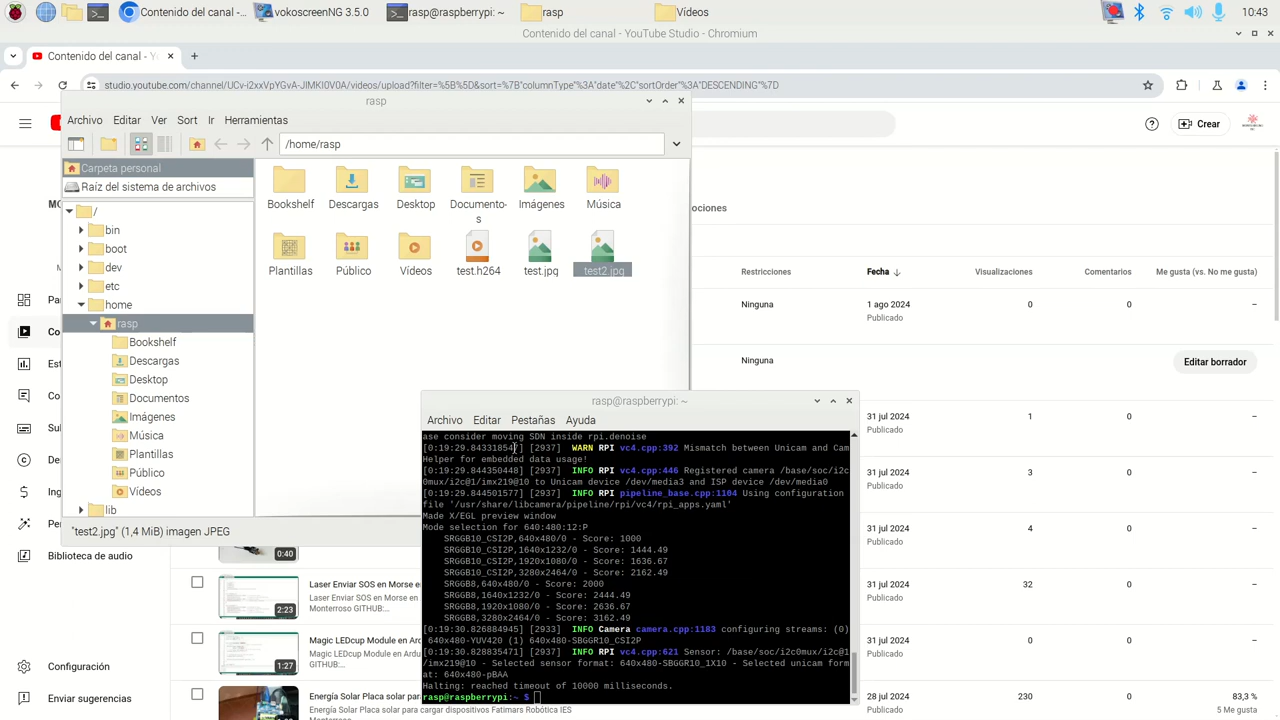 vokoscreenNG 3.5.0
rasp@raspberrypi: ~
rasp
Vídeos
10:43
Contenido del canal - YouTube Studio - Chromium
Contenido del canal - Yo
studio.youtube.com/channel/UCv-i2xxVpYGvA-JIMKI0V0A/videos/upload?filter=%5B%5D&sort=%7B"columnType"%3A"date"%2C"sortOrder"%3A"DESCENDING"%7D
Crear
rasp
Archivo Editar Ver Sort Ir Herramientas
/home/rasp
Carpeta personal
Raíz del sistema de archivos
/
bin
boot
dev
etc
home
rasp
Bookshelf
Descargas
Desktop
Documentos
Imágenes
Música
Plantillas
Público
Vídeos
lib
Bookshelf Descargas Desktop Documento- Imágenes Música
s
Plantillas Público Vídeos test.h264 test.jpg test2.jpg
"test2.jpg" (1,4 MiB) imagen JPEG
ociones
Restricciones Fecha Visualizaciones Comentarios Me gusta (vs. No me gusta)
Ninguna 1 ago 2024 0 0 –
Publicado
Ninguna Editar borrador
31 jul 2024 1 0 –
Publicado
31 jul 2024 3 0 –
Publicado
31 jul 2024 4 0 –
Publicado
31 jul 2024 32 0 –
Publicado
31 jul 2024 0 0 –
Publicado
28 jul 2024 230 0 83,3 %
Publicado 5 Me gusta
Biblioteca de audio
Configuración
Enviar sugerencias
0:40
Laser Enviar SOS en Morse en
Monterroso GITHUB:...
2:23
Magic LEDcup Module en Ard
GITHUB:...
1:27
Energía Solar Placa solar par
Energía Solar Placa solar para cargar dispositivos Fatimars Robótica IES
Monterroso
rasp@raspberrypi: ~
Archivo Editar Pestañas Ayuda
ase consider moving SDN inside rpi.denoise
[0:19:29.843318547] [2937] WARN RPI vc4.cpp:392 Mismatch between Unicam and Cam
Helper for embedded data usage!
[0:19:29.844350448] [2937] INFO RPI vc4.cpp:446 Registered camera /base/soc/i2c
0mux/i2c@1/imx219@10 to Unicam device /dev/media3 and ISP device /dev/media0
[0:19:29.844501577] [2937] INFO RPI pipeline_base.cpp:1104 Using configuration
file '/usr/share/libcamera/pipeline/rpi/vc4/rpi_apps.yaml'
Made X/EGL preview window
Mode selection for 640:480:12:P
SRGGB10_CSI2P,640x480/0 - Score: 1000
SRGGB10_CSI2P,1640x1232/0 - Score: 1444.49
SRGGB10_CSI2P,1920x1080/0 - Score: 1636.67
SRGGB10_CSI2P,3280x2464/0 - Score: 2162.49
SRGGB8,640x480/0 - Score: 2000
SRGGB8,1640x1232/0 - Score: 2444.49
SRGGB8,1920x1080/0 - Score: 2636.67
SRGGB8,3280x2464/0 - Score: 3162.49
[0:19:30.826884945] [2933] INFO Camera camera.cpp:1183 configuring streams: (0)
640x480-YUV420 (1) 640x480-SBGGR10_CSI2P
[0:19:30.828835471] [2937] INFO RPI vc4.cpp:621 Sensor: /base/soc/i2c0mux/i2c@1
/imx219@10 - Selected sensor format: 640x480-SBGGR10_1X10 - Selected unicam form
at: 640x480-pBAA
Halting: reached timeout of 10000 milliseconds.
rasp@raspberrypi:~ $